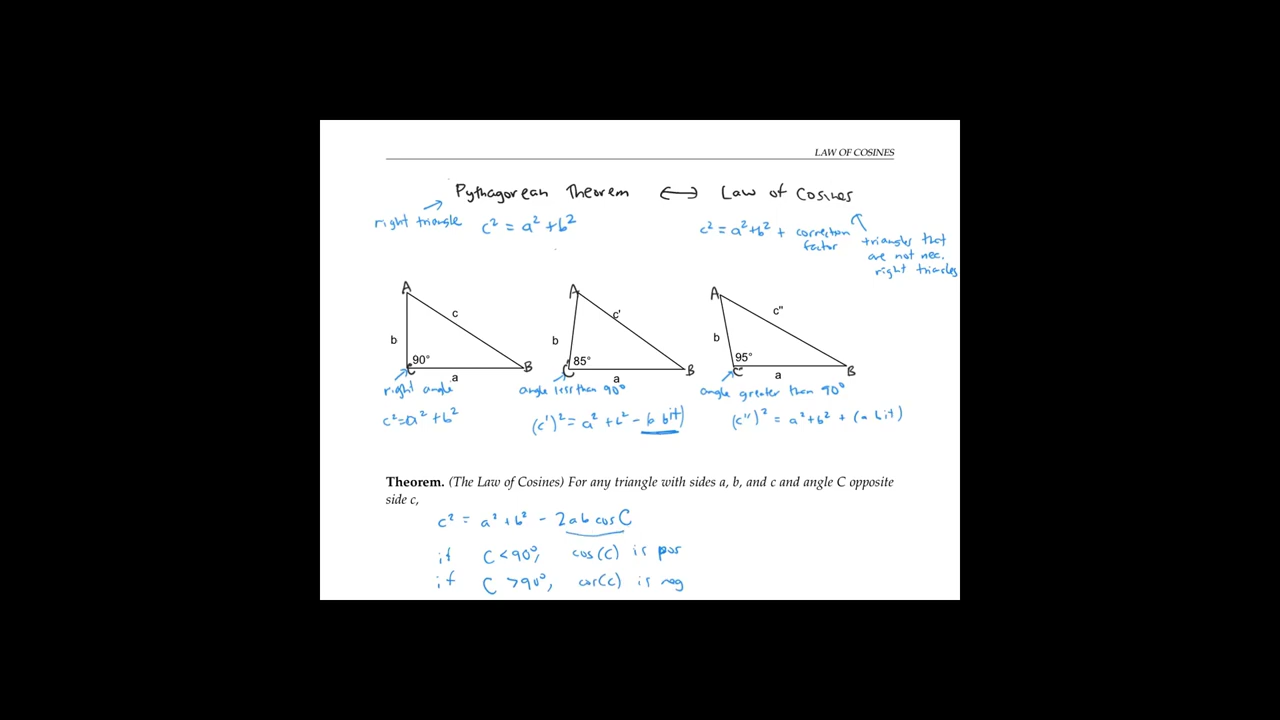 LAW OF COSINES
Pythagorean Theorem ⟷ Law of Cosines
right triangle
c² = a² + b²
c² = a² + b² + correction factor
triangles that
are not nec.
right triangles
A
c
b
90°
C
B
a
A
c'
b
85°
C
B
a
A
c"
b
95°
C
B
a
right angle
angle less than 90°
angle greater than 90°
c² = a² + b²
(c')² = a² + b² - (a bit)
(c'')² = a² + b² + (a bit)
Theorem. (The Law of Cosines) For any triangle with sides a, b, and c and angle C opposite
side c,
c² = a² + b² - 2ab cos C
if C < 90°, cos(C) is pos
if C > 90°, cos(C) is neg